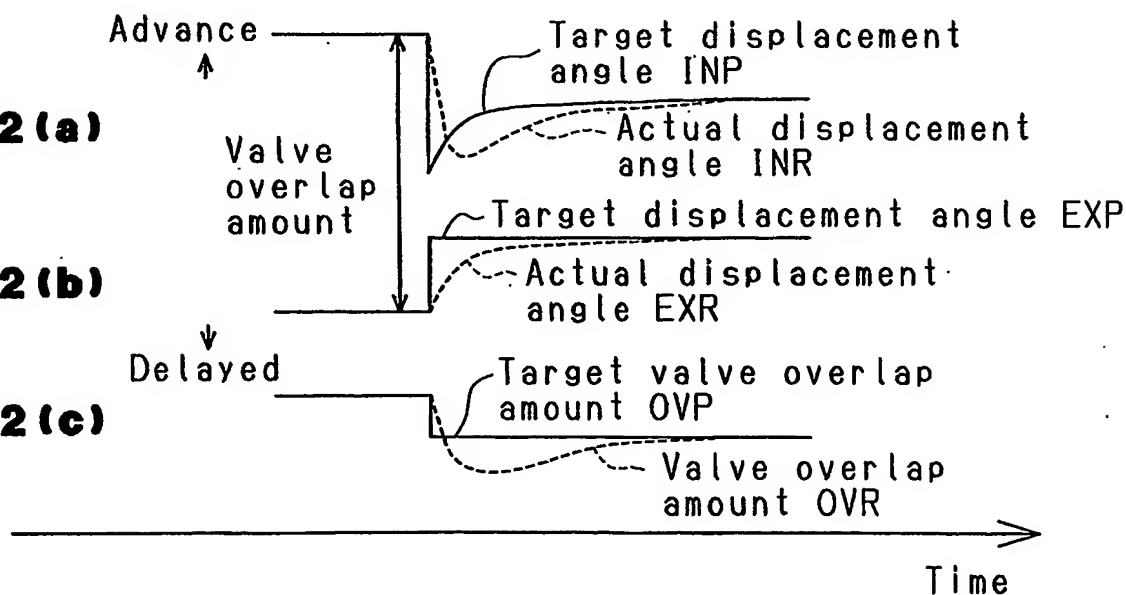 Advance
Target displacement
angle INP
2(a)
Actual displacement
angle INR
Valve
overlap
amount
Target displacement angle EXP
2(b)
Actual displacement
angle EXR
Delayed
Target valve overlap
amount OVP
2(c)
Valve overlap
amount OVR
Time